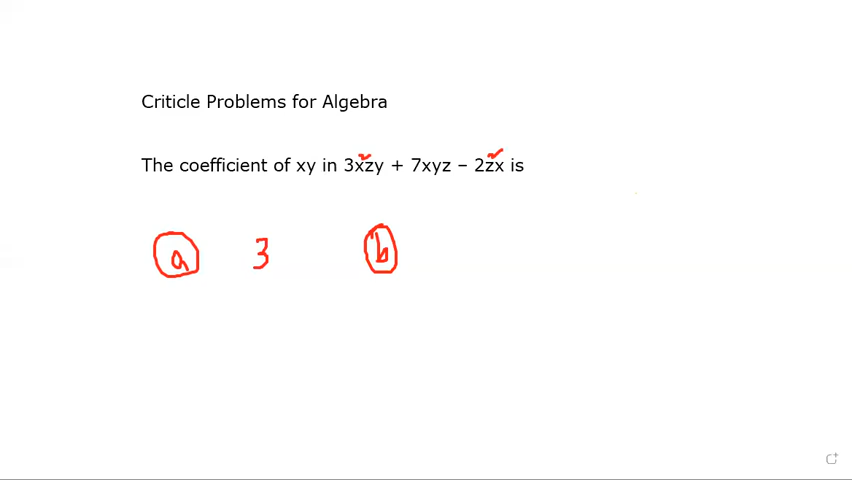 Criticle Problems for Algebra
The coefficient of xy in 3xzy + 7xyz – 2zx is
a 3 b